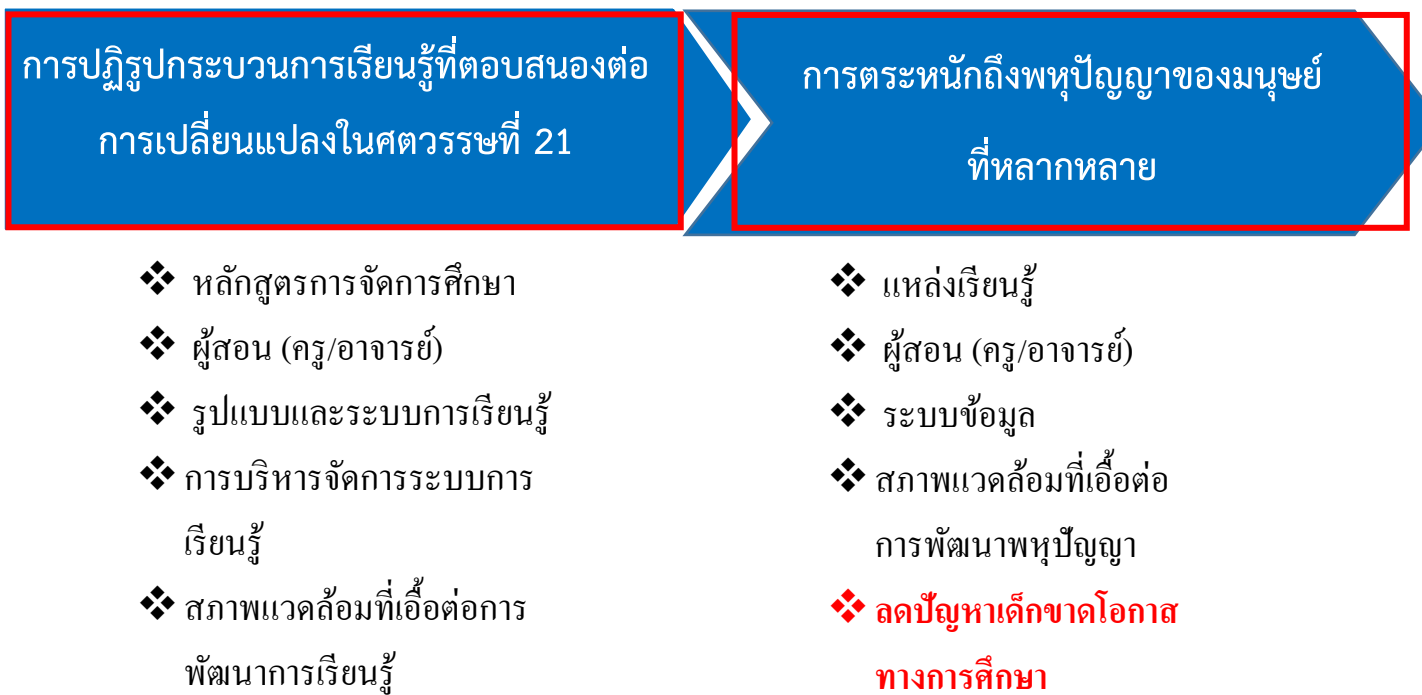 การปฏิรูปกระบวนการเรียนรู้ที่ตอบสนองต่อ
การเปลี่ยนแปลงในศตวรรษที่ 21
❖ หลักสูตรการจัดการศึกษา
❖ ผู้สอน (ครู/อาจารย์)
❖ รูปแบบและระบบการเรียนรู้
❖ การบริหารจัดการระบบการ
เรียนรู้
❖ สภาพแวดล้อมที่เอื้อต่อการ
พัฒนาการเรียนรู้
การตระหนักถึงพหุปัญญาของมนุษย์
ที่หลากหลาย
❖ แหล่งเรียนรู้
❖ ผู้สอน (ครู/อาจารย์)
❖ ระบบข้อมูล
❖ สภาพแวดล้อมที่เอื้อต่อ
การพัฒนาพหุปัญญา
❖ ลดปัญหาเด็กขาดโอกาส
ทางการศึกษา